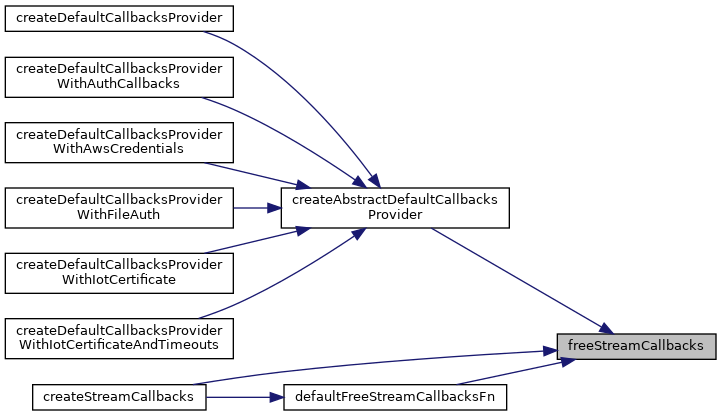 createDefaultCallbacksProvider
createDefaultCallbacksProvider
WithAuthCallbacks
createDefaultCallbacksProvider
WithAwsCredentials
createDefaultCallbacksProvider
WithFileAuth
createDefaultCallbacksProvider
WithIotCertificate
createDefaultCallbacksProvider
WithIotCertificateAndTimeouts
createStreamCallbacks
createAbstractDefaultCallbacks
Provider
defaultFreeStreamCallbacksFn
freeStreamCallbacks